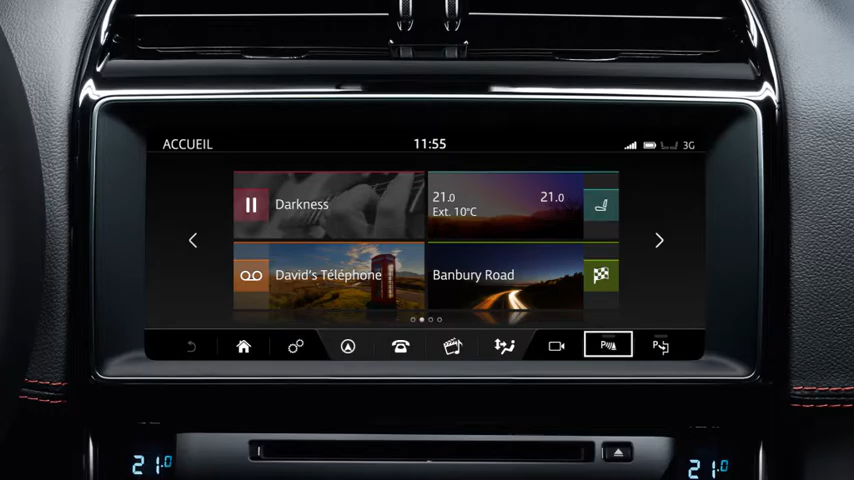 ACCUEIL
11:55
3G
Darkness
21.0
21.0
Ext. 10°C
David's Téléphone
Banbury Road
P
P
21.0
21.0